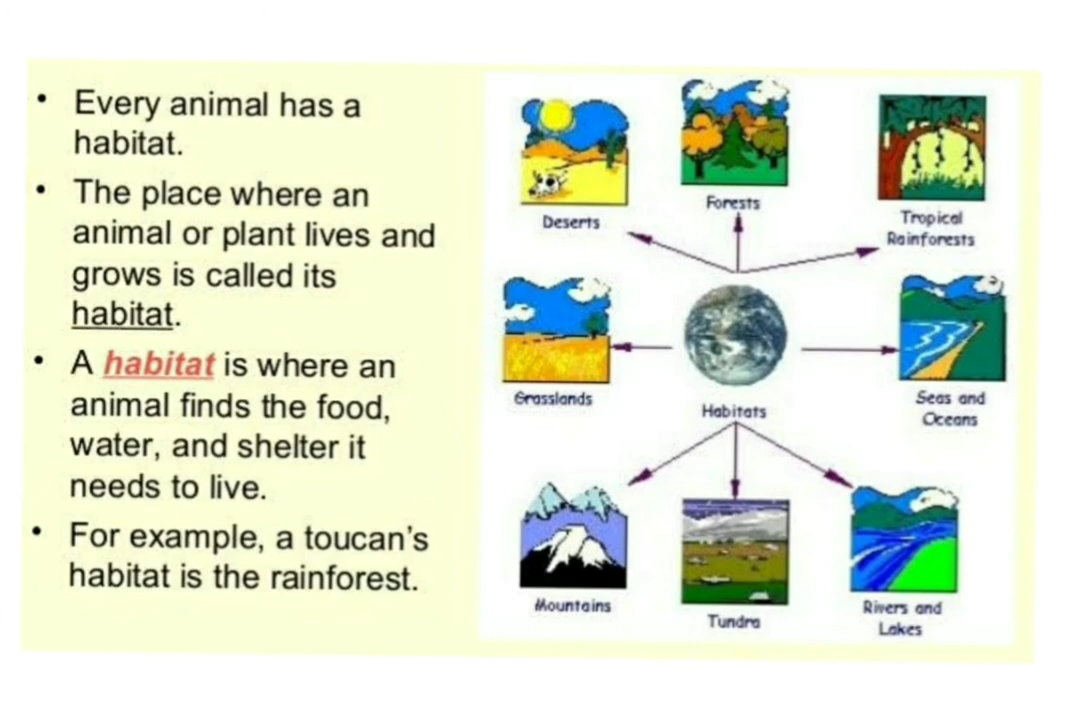 • Every animal has a
habitat.
• The place where an
animal or plant lives and
grows is called its
habitat.
• A habitat is where an
animal finds the food,
water, and shelter it
needs to live.
• For example, a toucan's
habitat is the rainforest.
Deserts
Forests
Tropical
Rainforests
Grasslands
Habitats
Seas and
Oceans
Mountains
Tundra
Rivers and
Lakes